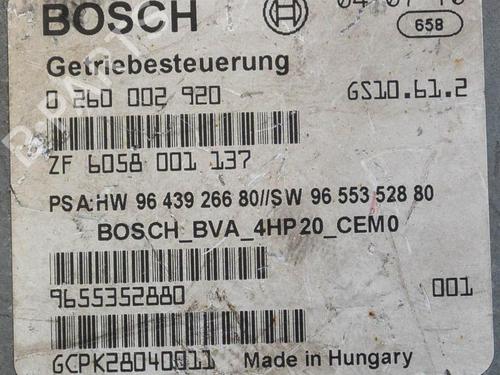 BOSCH
658
Getriebesteuerung
0 260 002 920 GS10.61.2
ZF 6058 001 137
PSA:HW 96 439 266 80//SW 96 553 528 80
BOSCH_BVA_4HP20_CEM0
9655352880 001
GCPK28040011 Made in Hungary